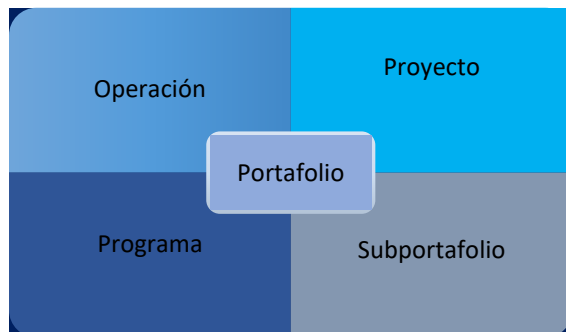 Operación
Proyecto
Portafolio
Programa
Subportafolio